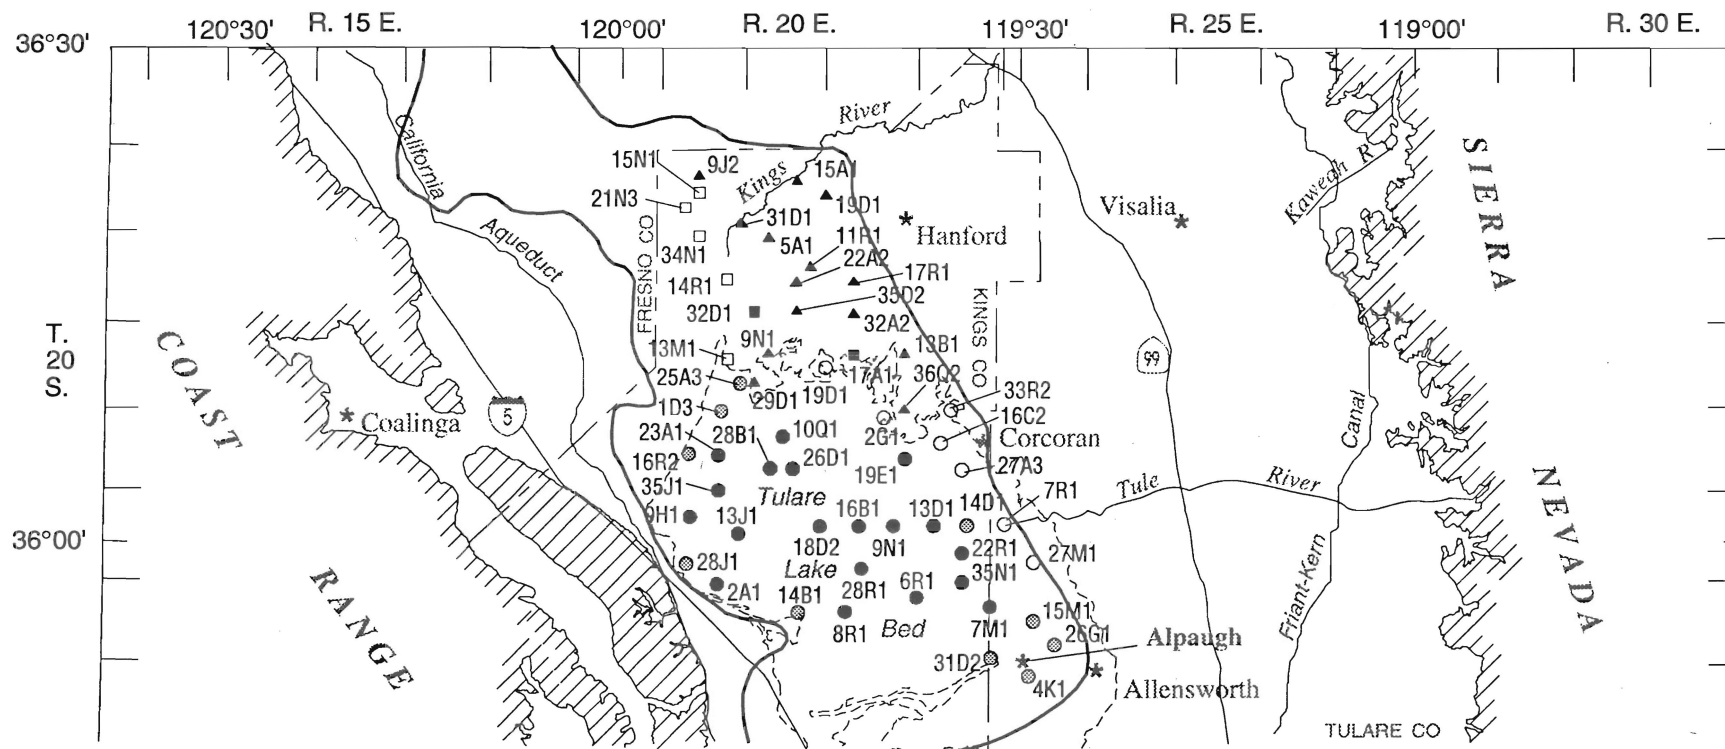 120°30' R. 15 E. 120°00' R. 20 E. 119°30' R. 25 E. 119°00' R. 30 E.
36°30'
River
California
15N1 9J2 Kings 15A1
21N3 19D1
Kaweah R
Visalia
SIERRA
31D1
Hanford
FRESNO CO
34N1 5A1 11R1
22A2
Aqueduct
14R1 17R1
35D2
32D1 32A2
KINGS CO
T.
20
S.
COAST
13M1 9N1 17A1 13B1
99
25A3 29D1 19D1 36Q2
33R2
1D3 16C2
5
Coalinga
23A1 28B1 10Q1 2G1 Corcoran
Canal
16R2 26D1 19E1 27A3
35J1 Tulare 14D1 7R1 Tule River
NEVADA
9H1 13J1 16B1 13D1
36°00'
18D2 9N1 22R1 27M1
28J1 Lake 35N1
RANGE
2A1 14B1 28R1 6R1
Friant-Kern
8R1 Bed 7M1 15M1
26G1 Alpaugh
31D2
4K1 Allensworth
TULARE CO